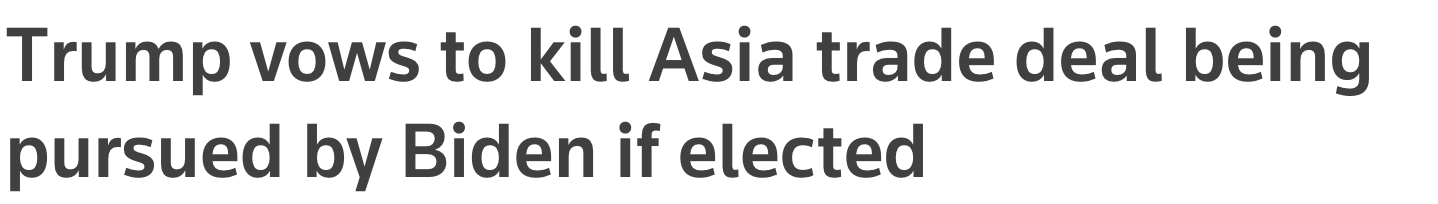 Trump vows to kill Asia trade deal being
pursued by Biden if elected